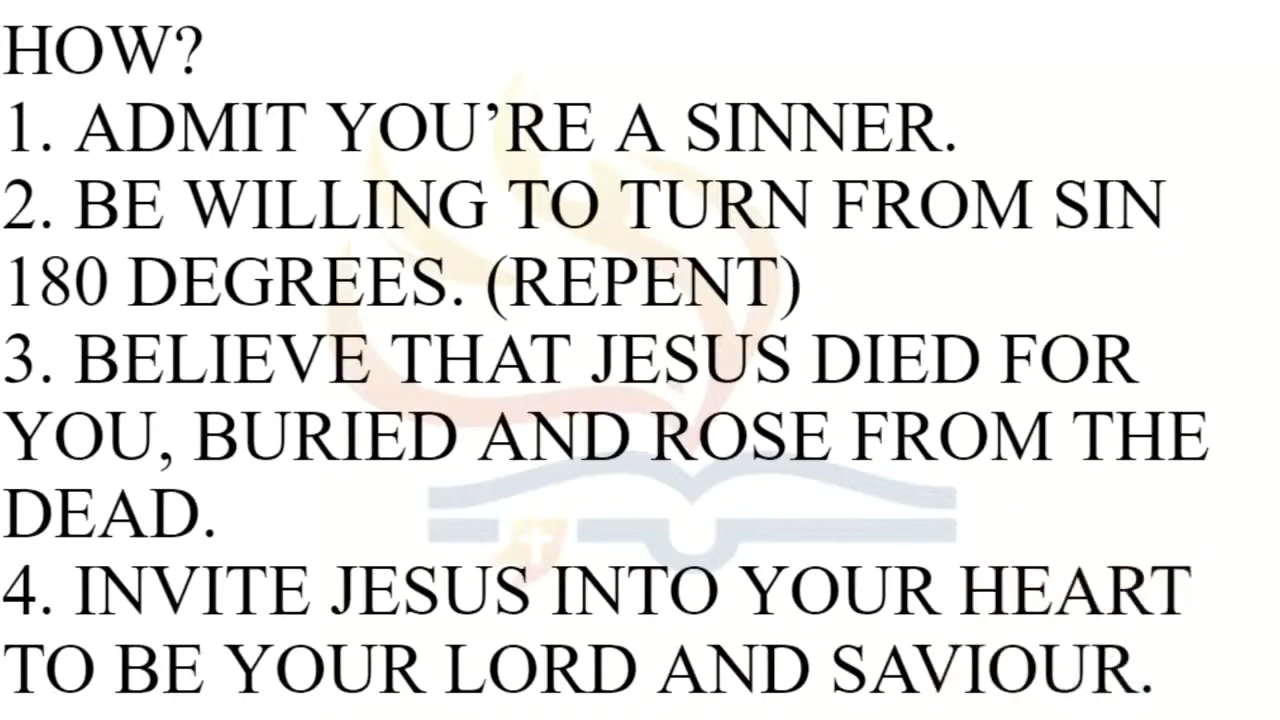 HOW?
1. ADMIT YOU’RE A SINNER.
2. BE WILLING TO TURN FROM SIN
180 DEGREES. (REPENT)
3. BELIEVE THAT JESUS DIED FOR
YOU, BURIED AND ROSE FROM THE
DEAD.
4. INVITE JESUS INTO YOUR HEART
TO BE YOUR LORD AND SAVIOUR.